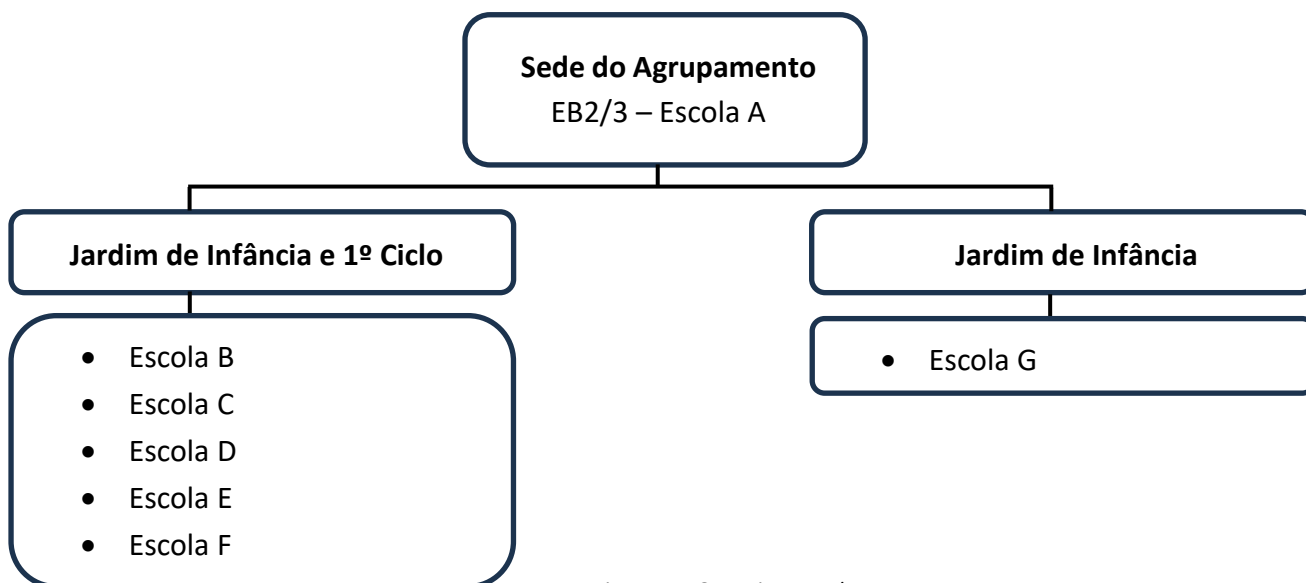 Sede do Agrupamento
EB2/3 – Escola A
Jardim de Infância e 1º Ciclo
Jardim de Infância
• Escola B
• Escola C
• Escola D
• Escola E
• Escola F
• Escola G